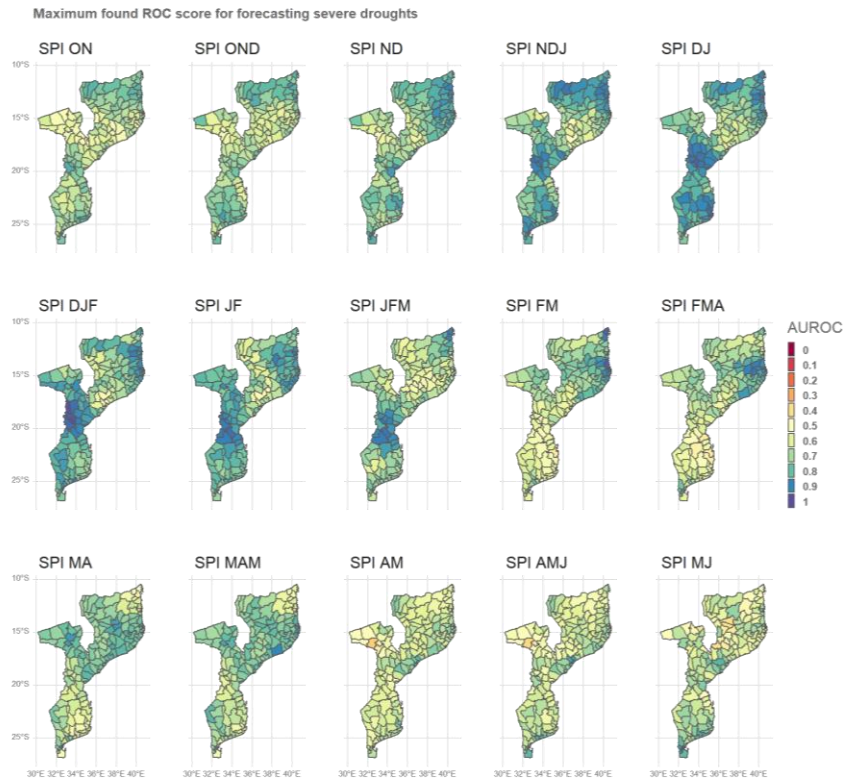 Maximum found ROC score for forecasting severe droughts
SPI ON SPI OND SPI ND SPI NDJ SPI DJ
10°S
15°S
20°S
25°S
SPI DJF SPI JF SPI JFM SPI FM SPI FMA
10°S
15°S
20°S
25°S
AUROC
0
0.1
0.2
0.3
0.4
0.5
0.6
0.7
0.8
0.9
1
SPI MA SPI MAM SPI AM SPI AMJ SPI MJ
10°S
15°S
20°S
25°S
30°E 32°E 34°E 36°E 38°E 40°E 30°E 32°E 34°E 36°E 38°E 40°E 30°E 32°E 34°E 36°E 38°E 40°E 30°E 32°E 34°E 36°E 38°E 40°E 30°E 32°E 34°E 36°E 38°E 40°E